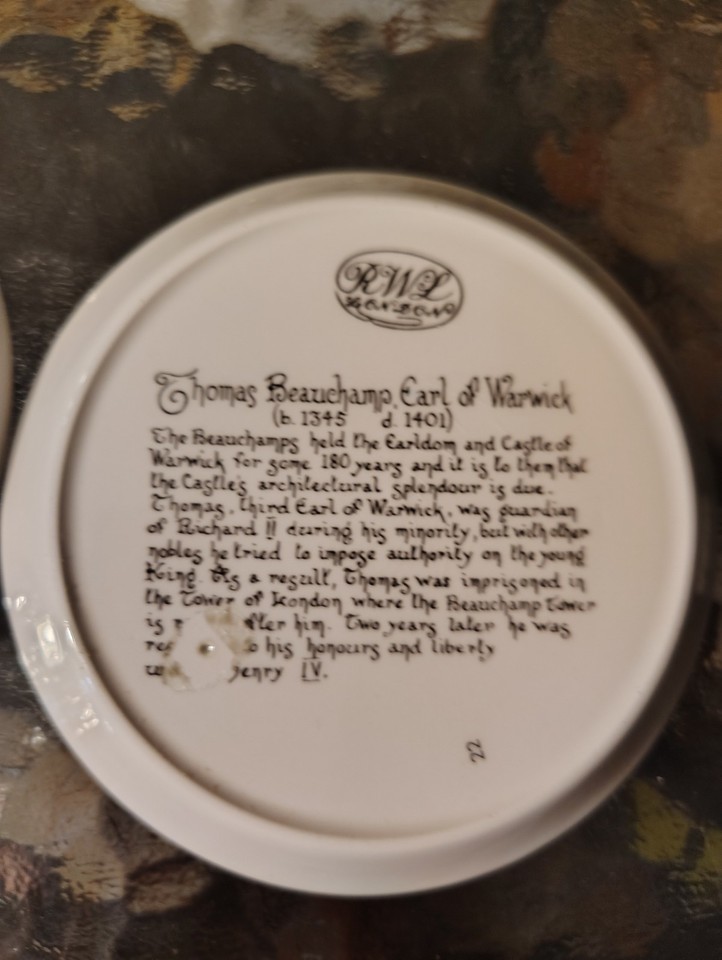 RWL
LONDON
Thomas Beauchamp, Earl of Warwick
(b. 1345 d. 1401)
The Beauchamps held the Earldom and Castle of
Warwick for some 180 years and it is to them that
the Castle's architectural splendour is due.
Thomas, third Earl of Warwick, was guardian
of Richard II during his minority, but with other
nobles he tried to impose authority on the young
King. As a result, Thomas was imprisoned in
the Tower of London where the Beauchamp Tower
is him. Two years later he was
his honours and liberty
IV.
22